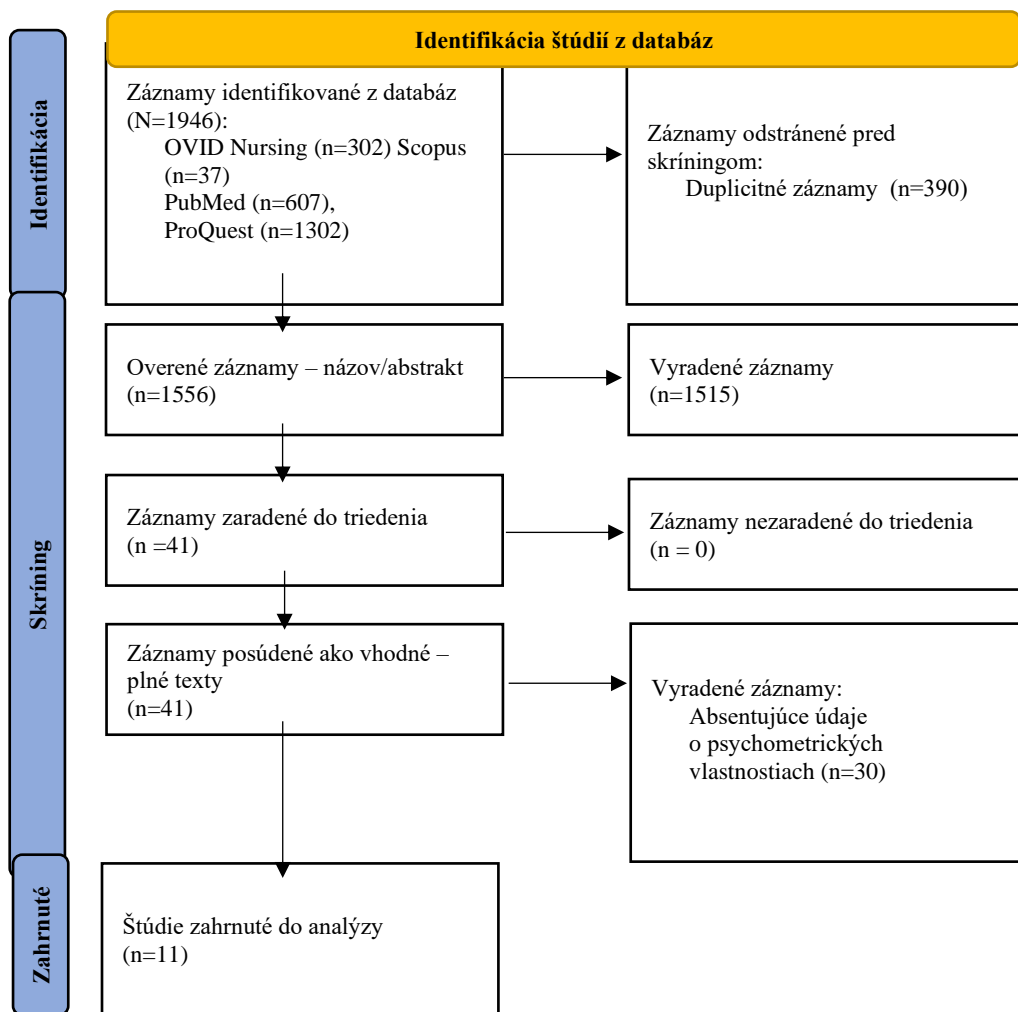 Identifikácia štúdií z databáz
Identifikácia
Záznamy identifikované z databáz
(N=1946):
OVID Nursing (n=302) Scopus
(n=37)
PubMed (n=607),
ProQuest (n=1302)
Záznamy odstránené pred
skríningom:
Duplicitné záznamy (n=390)
Skríning
Overené záznamy – názov/abstrakt
(n=1556)
Vyradené záznamy
(n=1515)
Záznamy zaradené do triedenia
(n =41)
Záznamy nezaradené do triedenia
(n = 0)
Záznamy posúdené ako vhodné –
plné texty
(n=41)
Vyradené záznamy:
Absentujúce údaje
o psychometrických
vlastnostiach (n=30)
Zahrnuté
Štúdie zahrnuté do analýzy
(n=11)